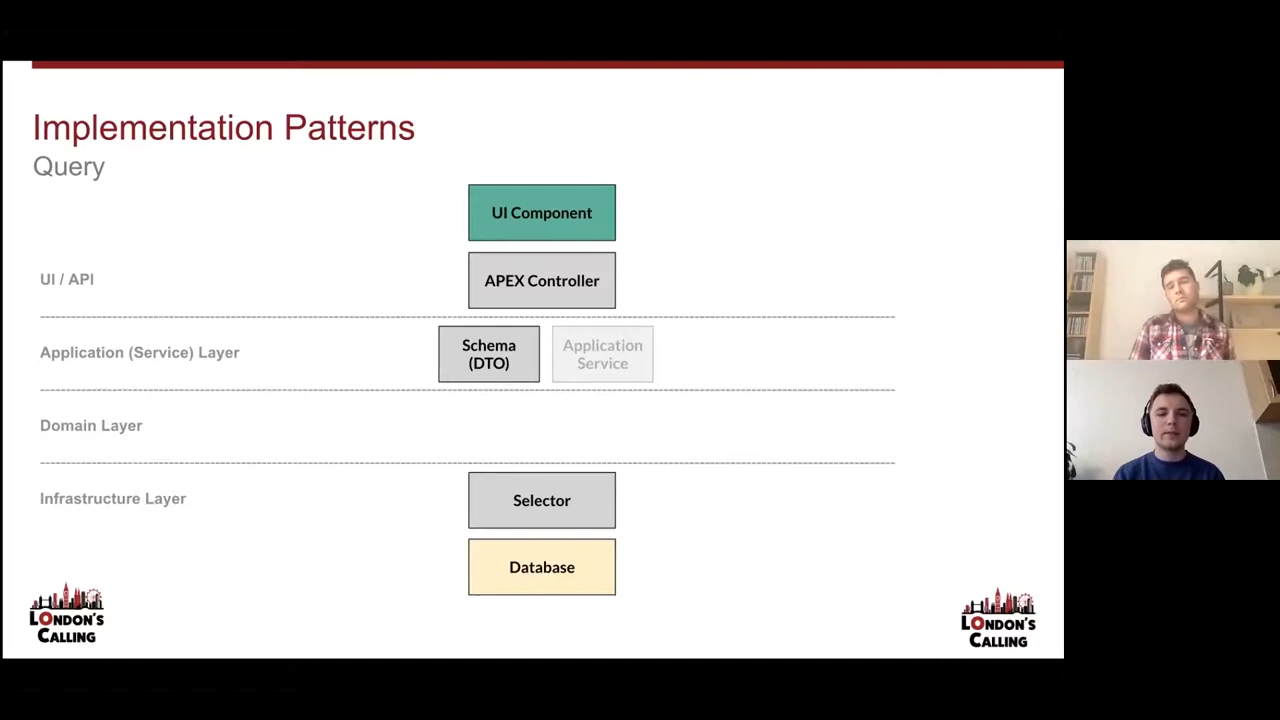 Implementation Patterns
Query
UI Component
UI / API
APEX Controller
Application (Service) Layer
Schema
(DTO)
Application
Service
Domain Layer
Infrastructure Layer
Selector
Database
LONDON'S
CALLING
LONDON'S
CALLING